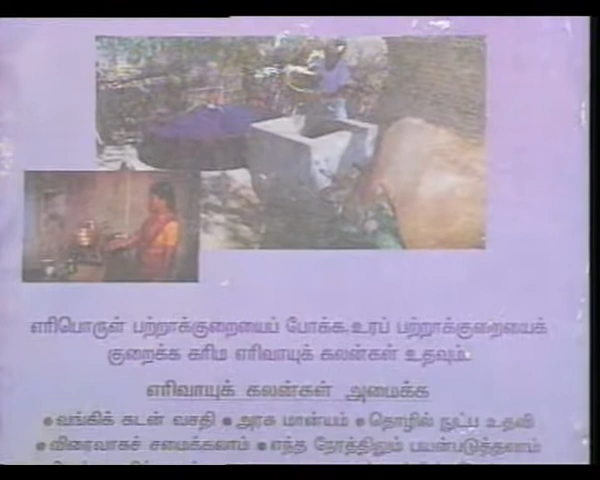 எரிபொருள் பற்றாக்குறையைப் போக்க, உரப் பற்றாக்குறையைக்
குறைக்க கரிம எரிவாயுக் கலன்கள் உதவும்.
எரிவாயுக் கலன்கள் அமைக்க
• வங்கிக் கடன் வசதி • அரசு மான்யம் • தொழில் நுட்ப உதவி
• விரைவாகச் சமைக்கலாம் • எந்த நேரத்திலும் பயன்படுத்தலாம்